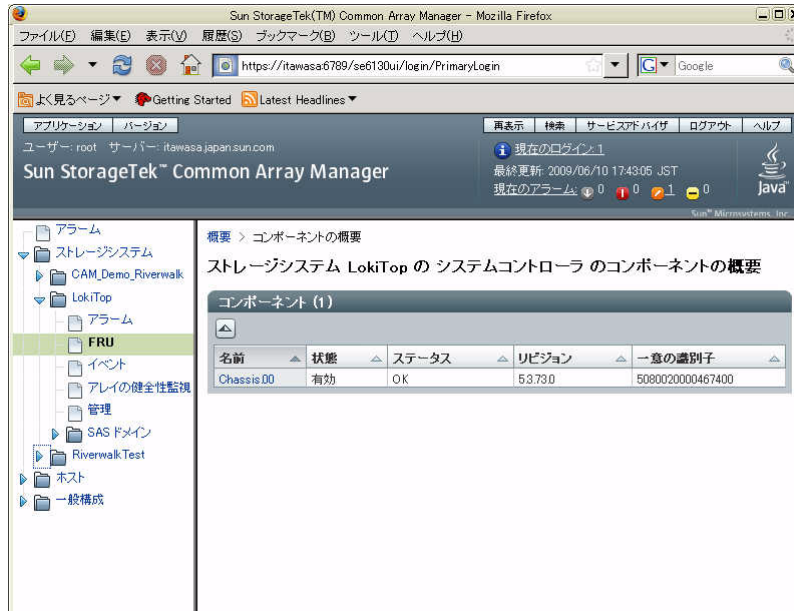 Sun StorageTek(TM) Common Array Manager - Mozilla Firefox
ファイル(F) 編集(E) 表示(V) 履歴(S) ブックマーク(B) ツール(T) ヘルプ(H)
https://itawasa:6789/se6130ui/login/PrimaryLogin
Google
よく見るページ Getting Started Latest Headlines
アプリケーション バージョン 再表示 検索 サービスアドバイザ ログアウト ヘルプ
ユーザー: root サーバー: itawasa.japan.sun.com
現在のログイン: 1
Sun StorageTek™ Common Array Manager
最終更新: 2009/06/10 17:43:05 JST
現在のアラーム: 0 0 1 0
Java
Sun™ Microsystems, Inc.
アラーム
ストレージシステム
CAM_Demo_Riverwalk
LokiTop
アラーム
FRU
イベント
アレイの健全性監視
管理
SAS ドメイン
RiverwalkTest
ホスト
一般構成
概要 > コンポーネントの概要
ストレージシステム LokiTop の システムコントローラ のコンポーネントの概要
コンポーネント (1)
名前 状態 ステータス リビジョン 一意の識別子
Chassis.00 有効 OK 5.3.73.0 5080020000467400